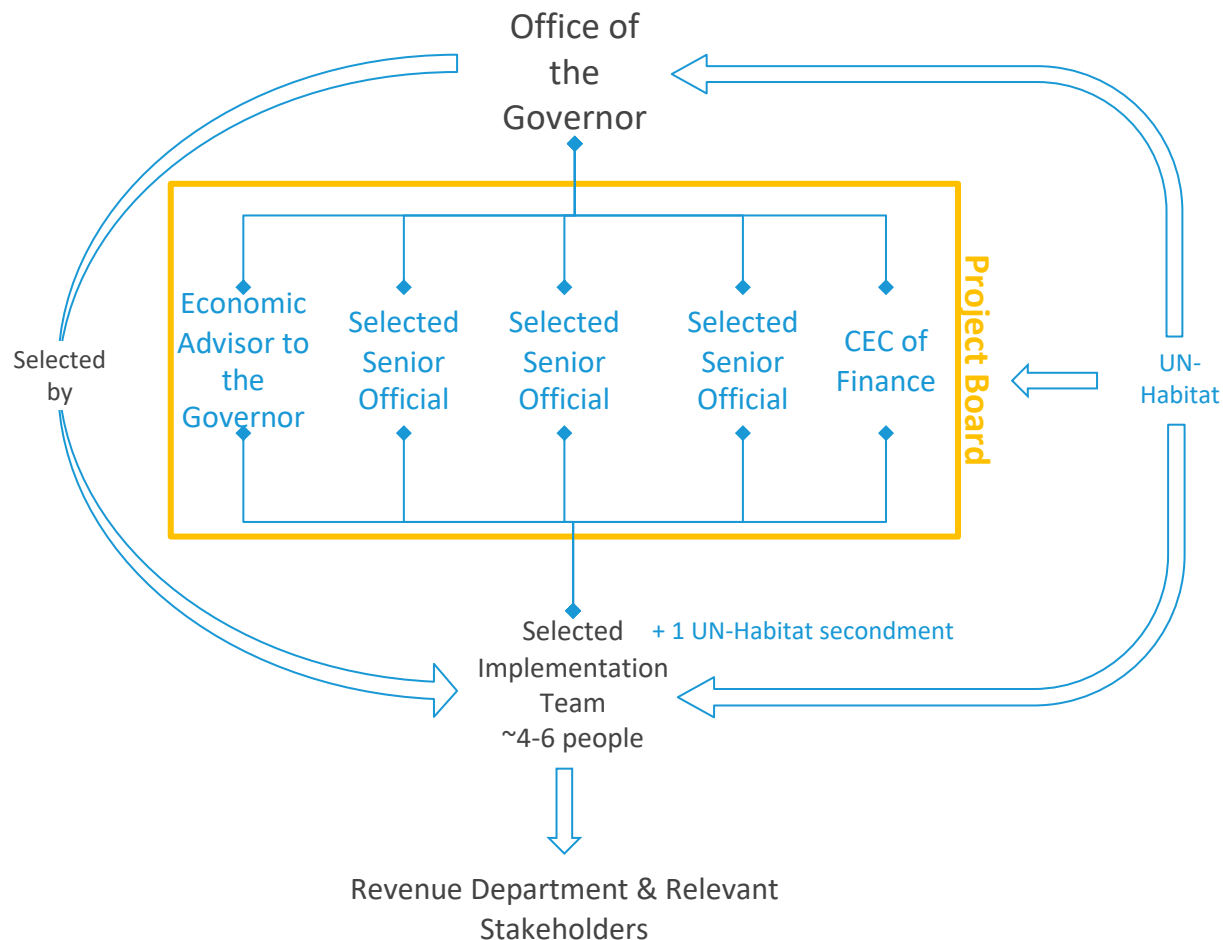 Office of
the
Governor
Economic
Advisor to
the
Governor
Selected
Senior
Official
Selected
Senior
Official
Selected
Senior
Official
CEC of
Finance
Project Board
Selected
by
UN-
Habitat
Selected
Implementation
Team
~4-6 people
+ 1 UN-Habitat secondment
Revenue Department & Relevant
Stakeholders